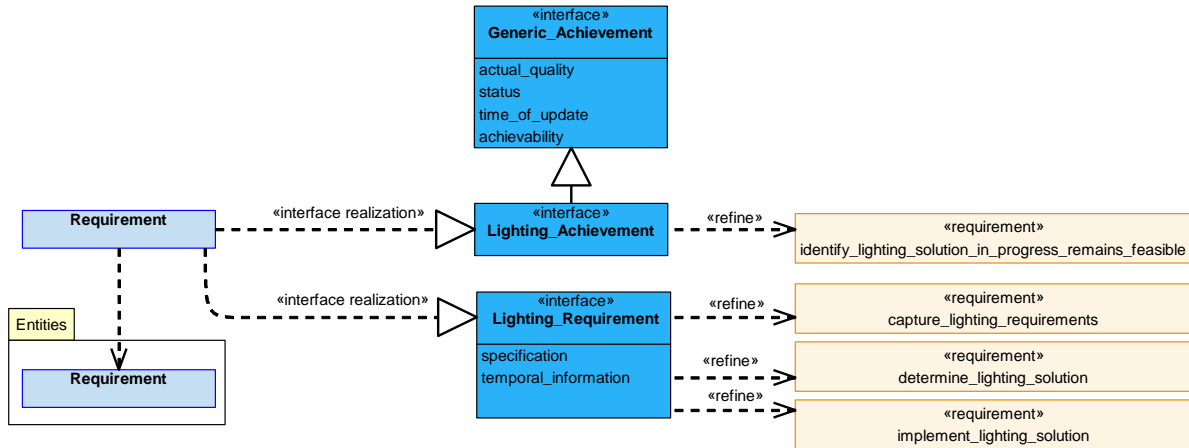 «interface»
Generic_Achievement
actual_quality
status
time_of_update
achievability
Requirement
«interface realization»
«interface»
Lighting_Achievement
«refine»
«requirement»
identify_lighting_solution_in_progress_remains_feasible
«interface realization»
«interface»
Lighting_Requirement
specification
temporal_information
«refine»
«requirement»
capture_lighting_requirements
«refine»
«requirement»
determine_lighting_solution
«refine»
«requirement»
implement_lighting_solution
Entities
Requirement